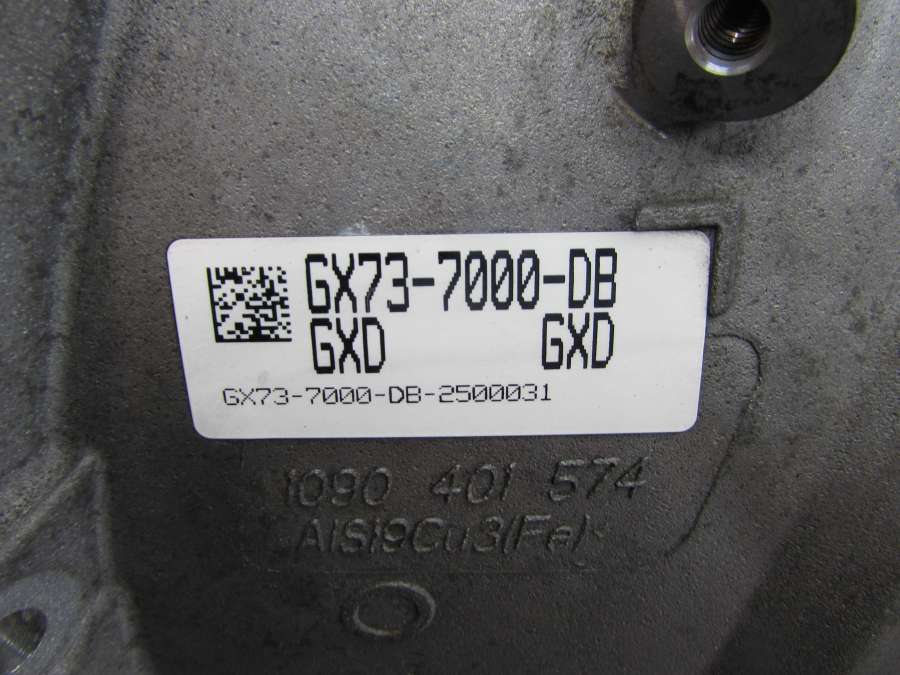 GX73-7000-DB
GXD GXD
GX73-7000-DB-2500031
1090 401 574
AlSi9Cu3(Fe)